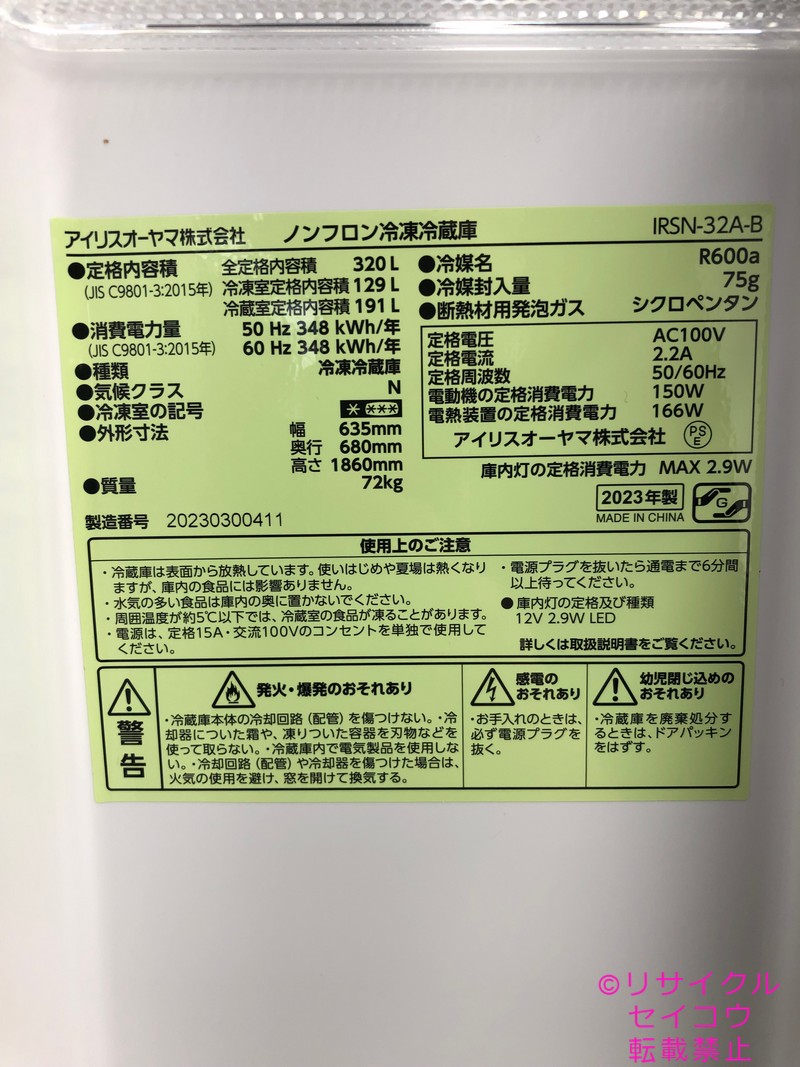 アイリスオーヤマ株式会社 ノンフロン冷凍冷蔵庫 IRSN-32A-B
●定格内容積 全定格内容積 320 L
(JIS C9801-3:2015年) 冷凍室定格内容積 129 L
冷蔵室定格内容積 191 L
●消費電力量 50 Hz 348 kWh/年
(JIS C9801-3:2015年) 60 Hz 348 kWh/年
●種類 冷凍冷蔵庫
●気候クラス N
●冷凍室の記号
●外形寸法 幅 635mm
奥行 680mm
高さ 1860mm
●質量 72kg
製造番号 20230300411
●冷媒名 R600a
●冷媒封入量 75g
●断熱材用発泡ガス シクロペンタン
定格電圧 AC100V
定格電流 2.2A
定格周波数 50/60Hz
電動機の定格消費電力 150W
電熱装置の定格消費電力 166W
アイリスオーヤマ株式会社 PSE
庫内灯の定格消費電力 MAX 2.9W
2023年製
MADE IN CHINA
G
使用上のご注意
・冷蔵庫は表面から放熱しています。使いはじめや夏場は熱くなり
ますが、庫内の食品には影響ありません。
・水気の多い食品は庫内の奥に置かないでください。
・周囲温度が約5℃以下では、冷蔵室の食品が凍ることがあります。
・電源は、定格15A・交流100Vのコンセントを単独で使用して
ください。
・電源プラグを抜いたら通電まで6分間
以上待ってください。
●庫内灯の定格及び種類
12V 2.9W LED
詳しくは取扱説明書をご覧ください。
警告
発火・爆発のおそれあり
・冷蔵庫本体の冷却回路(配管)を傷つけない。・冷
却器についた霜や、凍りついた容器を刃物などを
使って取らない。・冷蔵庫内で電気製品を使用しな
い。・冷却回路(配管)や冷却器を傷つけた場合は、
火気の使用を避け、窓を開けて換気する。
感電の
おそれあり
・お手入れのときは、
必ず電源プラグを
抜く。
幼児閉じ込めの
おそれあり
・冷蔵庫を廃棄処分す
るときは、ドアパッキン
をはずす。
©リサイクル
セイコウ
転載禁止